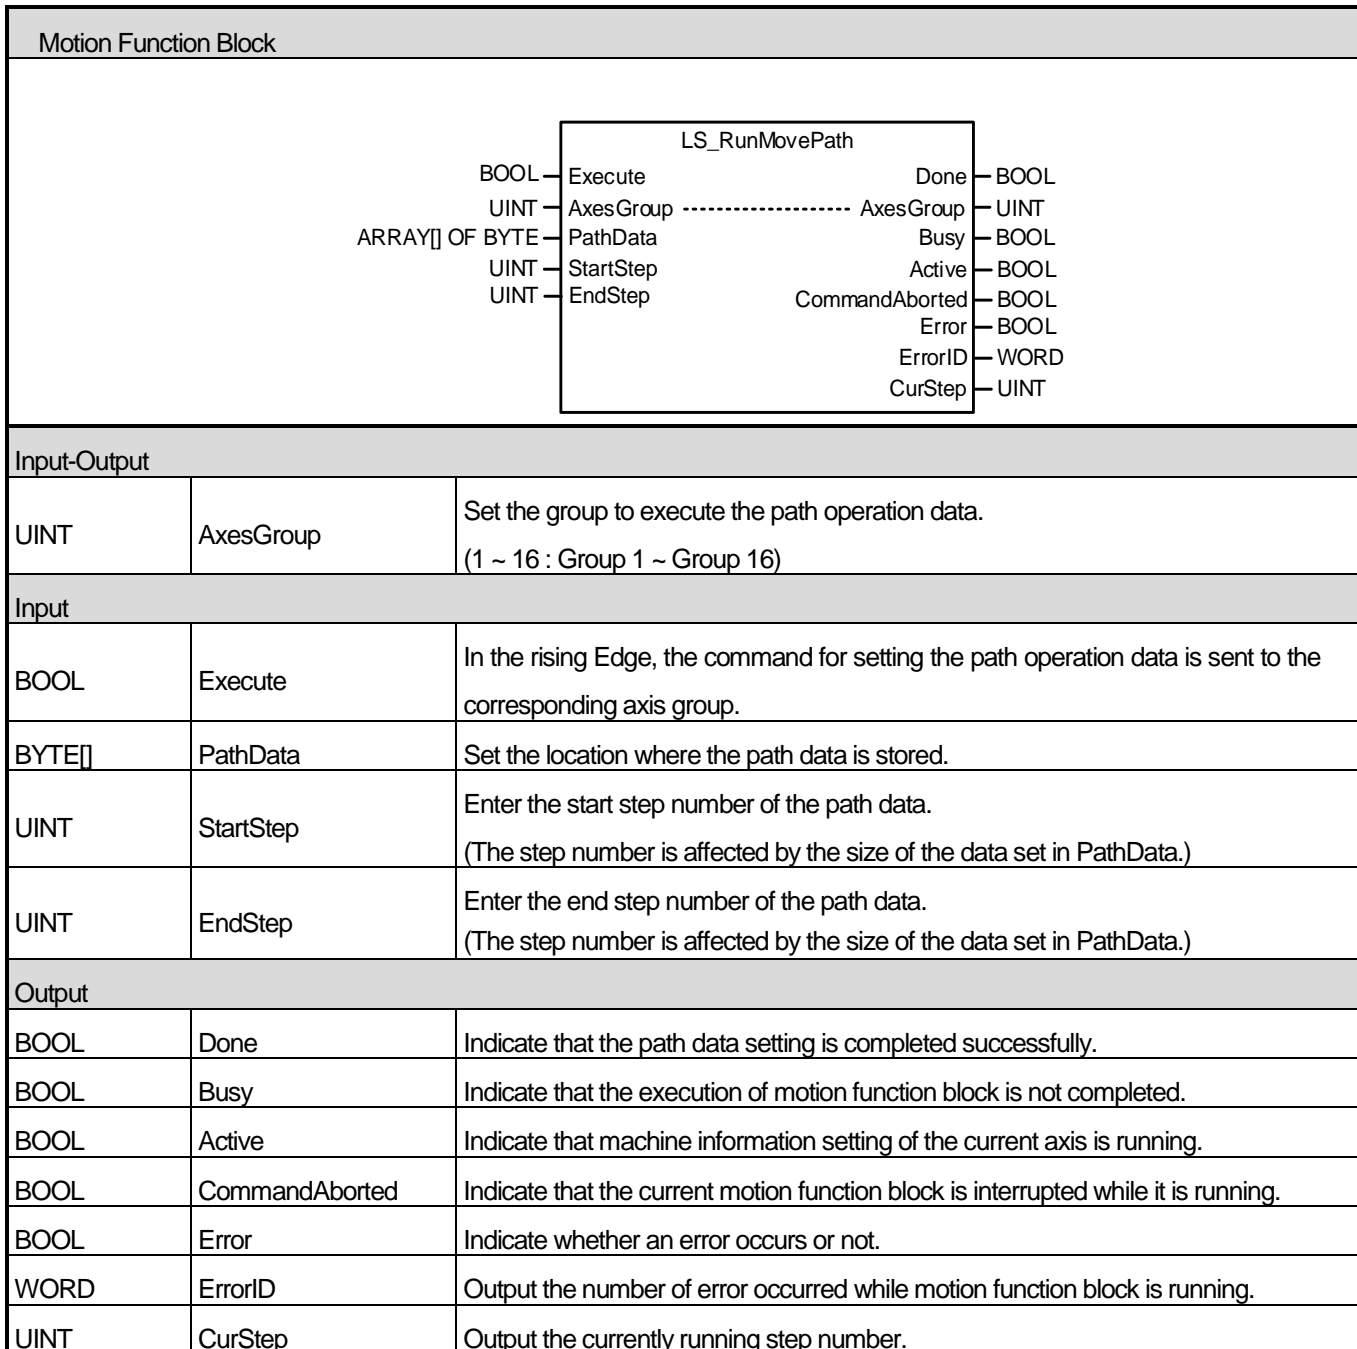 Motion Function Block
LS_RunMovePath
BOOL Execute Done BOOL
UINT AxesGroup AxesGroup UINT
ARRAY[] OF BYTE PathData Busy BOOL
UINT StartStep Active BOOL
UINT EndStep CommandAborted BOOL
Error BOOL
ErrorID WORD
CurStep UINT
Input-Output
UINT AxesGroup Set the group to execute the path operation data.
(1 ~ 16 : Group 1 ~ Group 16)
Input
BOOL Execute In the rising Edge, the command for setting the path operation data is sent to the
corresponding axis group.
BYTE[] PathData Set the location where the path data is stored.
UINT StartStep Enter the start step number of the path data.
(The step number is affected by the size of the data set in PathData.)
UINT EndStep Enter the end step number of the path data.
(The step number is affected by the size of the data set in PathData.)
Output
BOOL Done Indicate that the path data setting is completed successfully.
BOOL Busy Indicate that the execution of motion function block is not completed.
BOOL Active Indicate that machine information setting of the current axis is running.
BOOL CommandAborted Indicate that the current motion function block is interrupted while it is running.
BOOL Error Indicate whether an error occurs or not.
WORD ErrorID Output the number of error occurred while motion function block is running.
UINT CurStep Output the currently running step number.